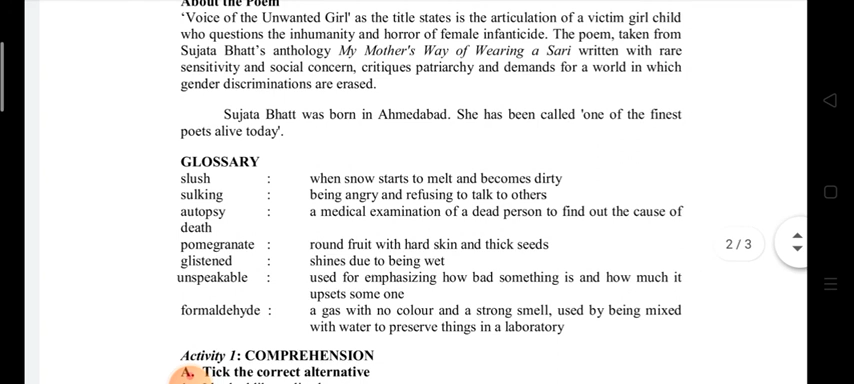 About the Poem
‘Voice of the Unwanted Girl' as the title states is the articulation of a victim girl child
who questions the inhumanity and horror of female infanticide. The poem, taken from
Sujata Bhatt’s anthology My Mother's Way of Wearing a Sari written with rare
sensitivity and social concern, critiques patriarchy and demands for a world in which
gender discriminations are erased.
Sujata Bhatt was born in Ahmedabad. She has been called 'one of the finest
poets alive today'.
GLOSSARY
slush : when snow starts to melt and becomes dirty
sulking : being angry and refusing to talk to others
autopsy : a medical examination of a dead person to find out the cause of
death
pomegranate : round fruit with hard skin and thick seeds
2 / 3
glistened : shines due to being wet
unspeakable : used for emphasizing how bad something is and how much it
upsets some one
formaldehyde : a gas with no colour and a strong smell, used by being mixed
with water to preserve things in a laboratory
Activity 1: COMPREHENSION
A. Tick the correct alternative